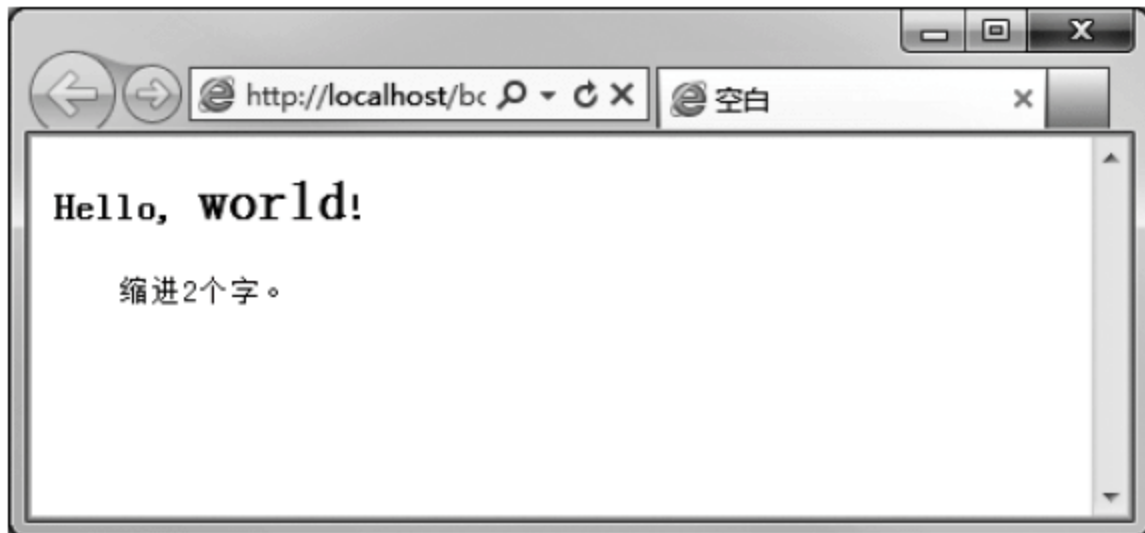 http://localhost/bc
空白
Hello, world!
缩进2个字。